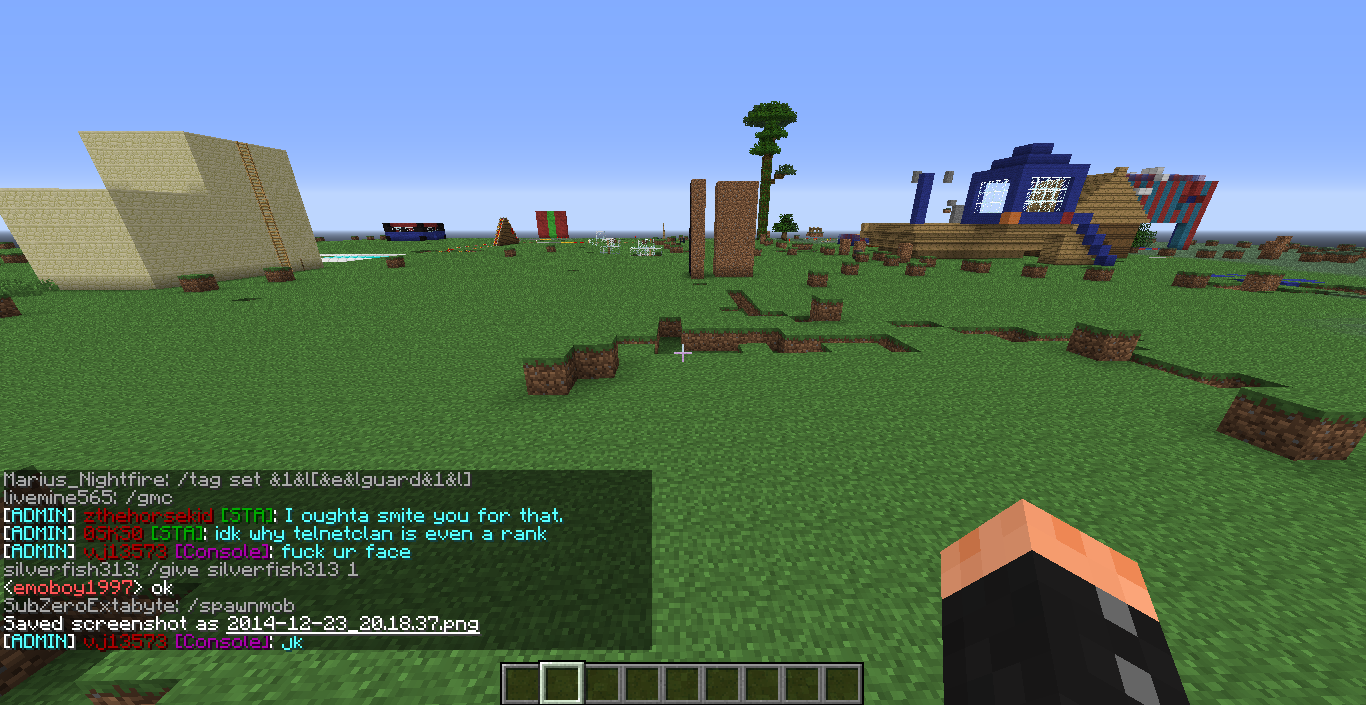 Marius_Nightfire: /tag set &1&l[&e&lguard&1&l]
livemine565: /gmc
[ADMIN] zthehorsekid [STA]: I oughta smite you for that.
[ADMIN] 05K50 [STA]: idk why telnetclan is even a rank
[ADMIN] vj13573 [Console]: fuck ur face
silverfish313: /give silverfish313 1
<emoboy1997> ok
SubZeroExtabyte: /spawnmob
Saved screenshot as 2014-12-23_20.18.37.png
[ADMIN] vj13573 [Console]: jk